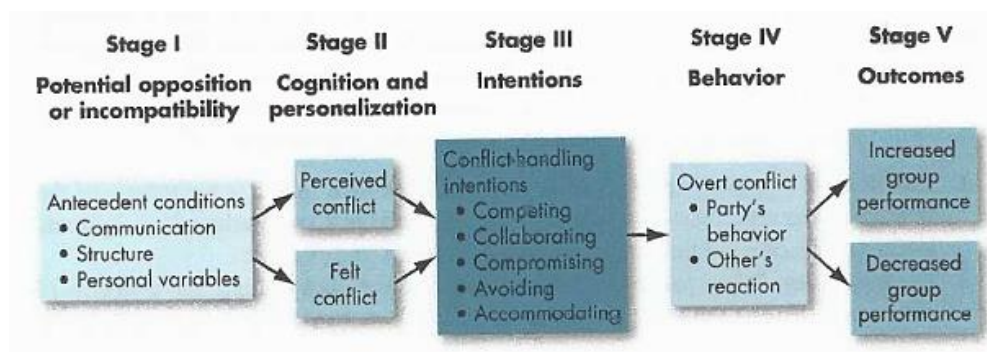 Stage I
Potential opposition
or incompatibility
Stage II
Cognition and
personalization
Stage III
Intentions
Stage IV
Behavior
Stage V
Outcomes
Antecedent conditions
• Communication
• Structure
• Personal variables
Perceived
conflict
Felt
conflict
Conflict-handling
intentions
• Competing
• Collaborating
• Compromising
• Avoiding
• Accommodating
Overt conflict
• Party's
behavior
• Other's
reaction
Increased
group
performance
Decreased
group
performance